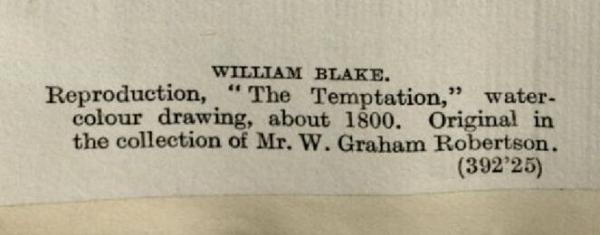 WILLIAM BLAKE.
Reproduction, “The Temptation,” water-
colour drawing, about 1800. Original in
the collection of Mr. W. Graham Robertson.
(392’25)